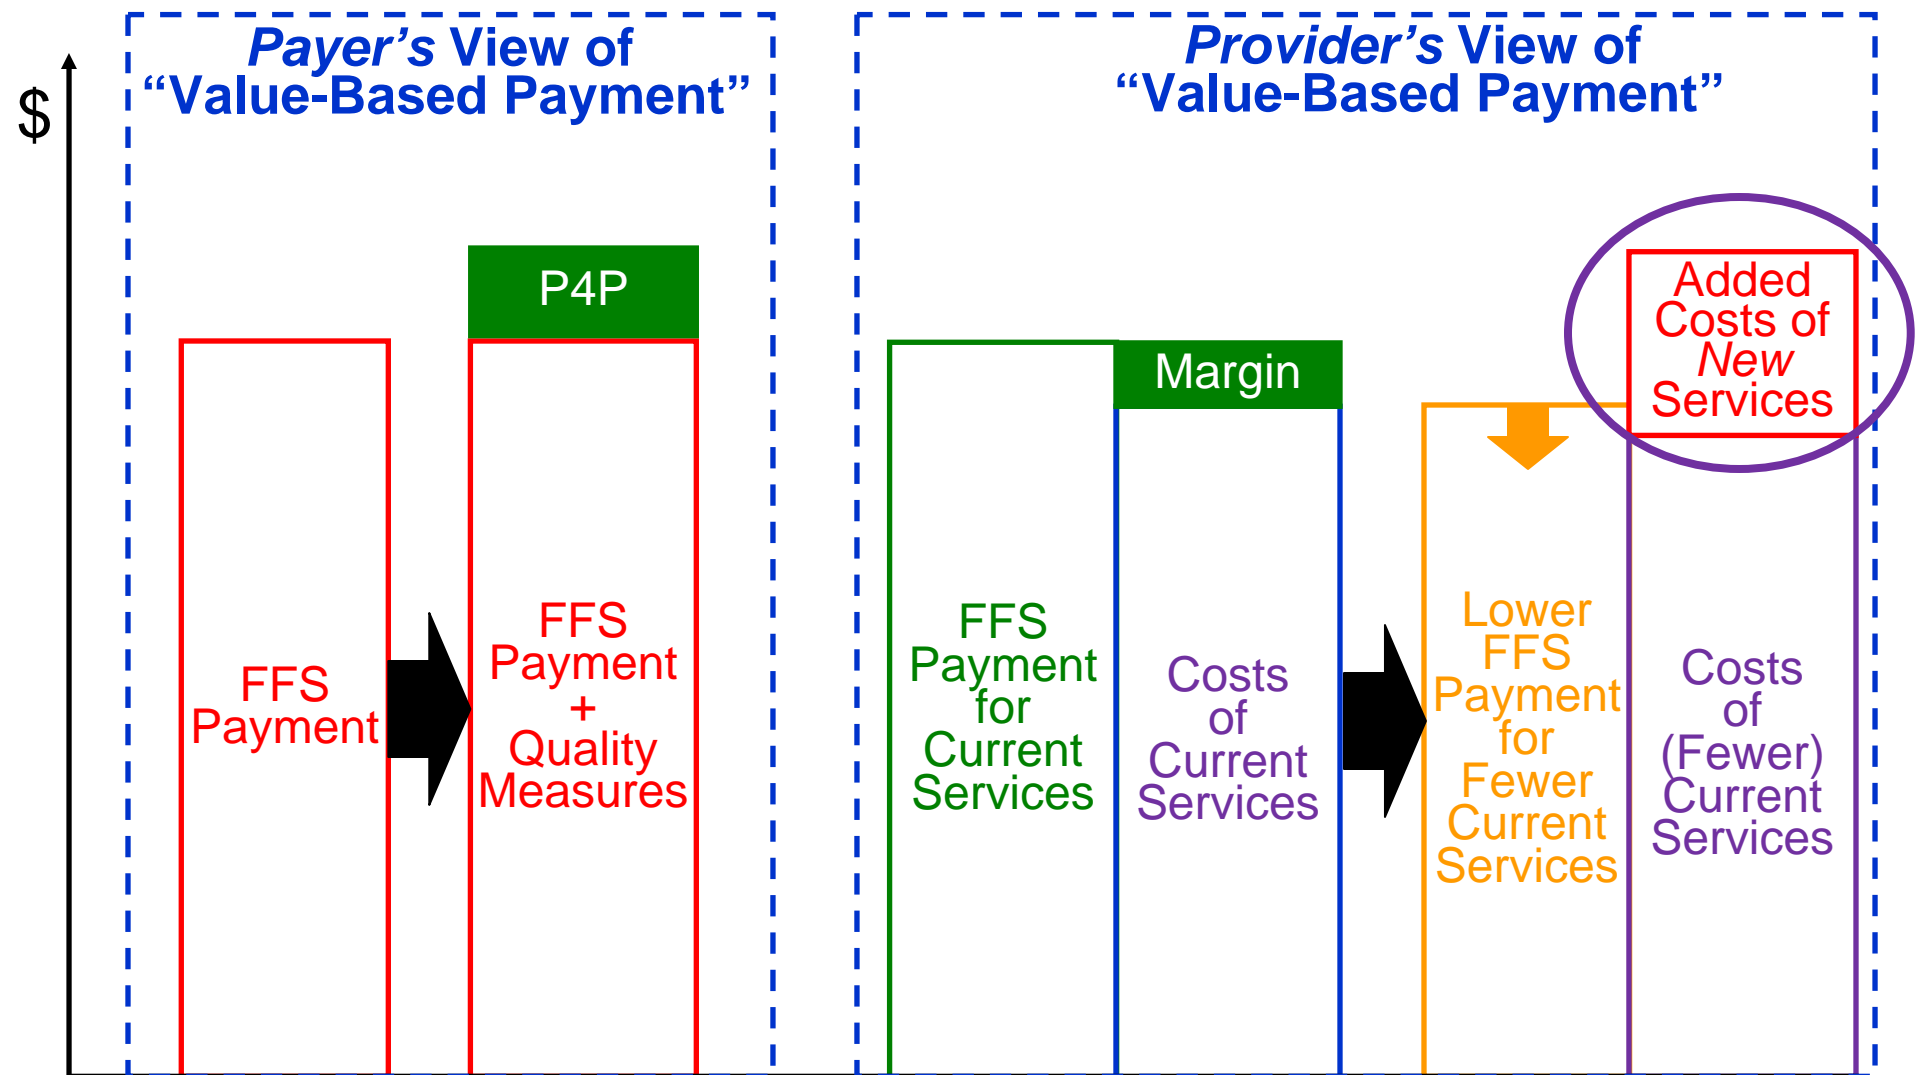 $
Payer’s View of
“Value-Based Payment”
P4P
FFS
Payment
FFS
Payment
+
Quality
Measures
Provider’s View of
“Value-Based Payment”
FFS
Payment
for
Current
Services
Margin
Costs
of
Current
Services
Lower
FFS
Payment
for
Fewer
Current
Services
Added
Costs of
New
Services
Costs
of
(Fewer)
Current
Services